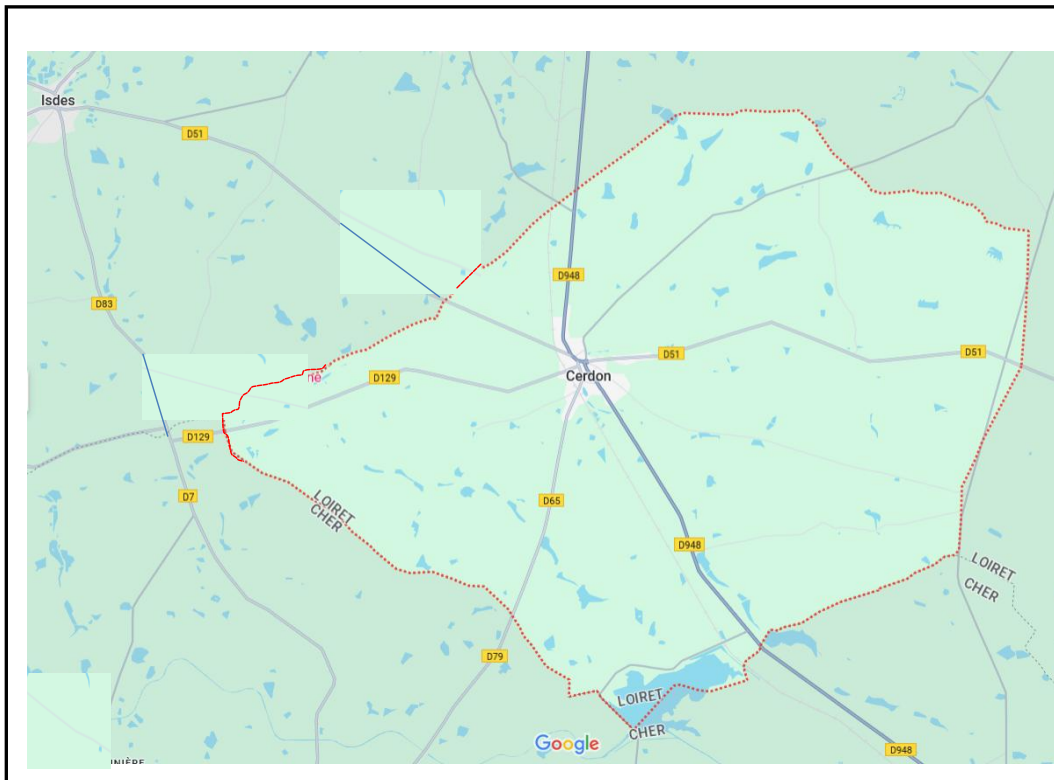 Isdes
D51
D948
D83
D51
D51
Cerdon
D129
né
D129
D7
LOIRET
CHER
D65
D948
LOIRET
CHER
D79
LOIRET
CHER
Google
D948